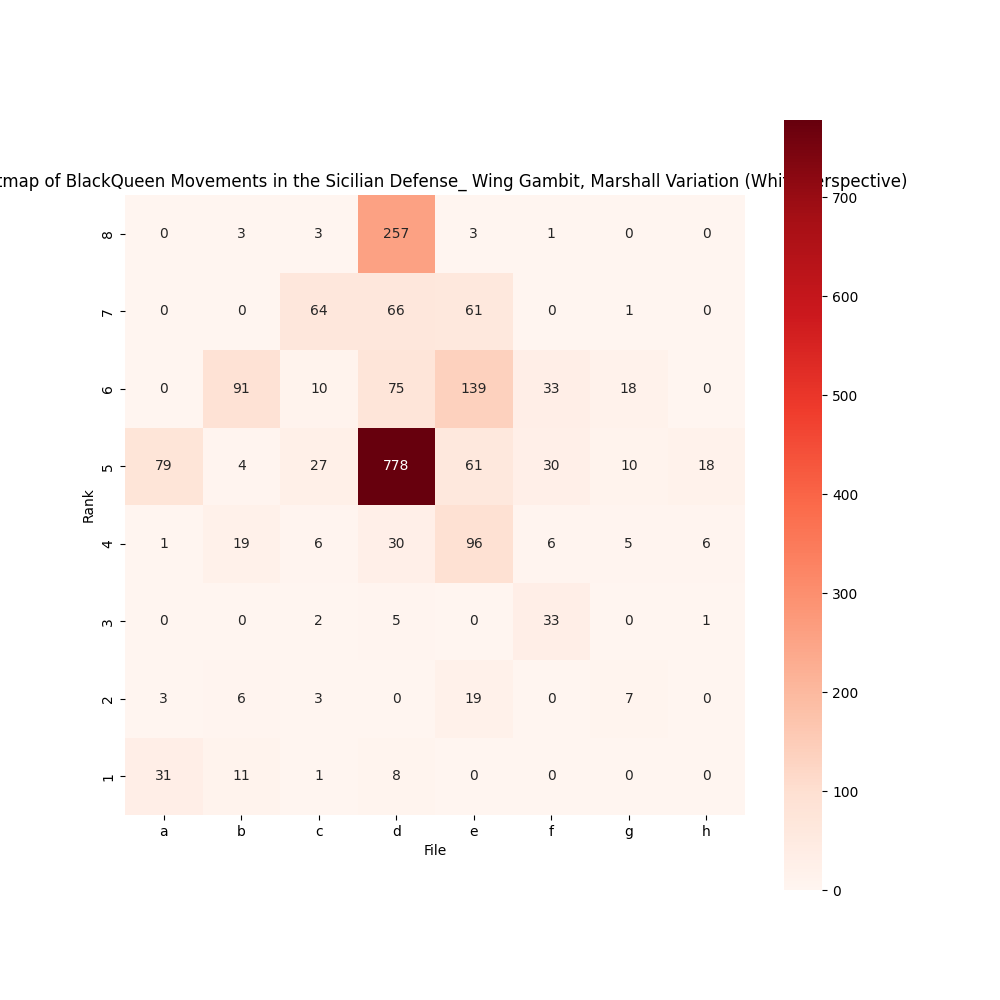 tmap of BlackQueen Movements in the Sicilian Defense_ Wing Gambit, Marshall Variation (Whi erspective)
700
8 0 3 3 257 3 1 0 0
600
7 0 0 64 66 61 0 1 0
6 0 91 10 75 139 33 18 0
500
5 79 4 27 778 61 30 10 18
Rank
400
4 1 19 6 30 96 6 5 6
300
3 0 0 2 5 0 33 0 1
200
2 3 6 3 0 19 0 7 0
100
1 31 11 1 8 0 0 0 0
a b c d e f g h
File
0